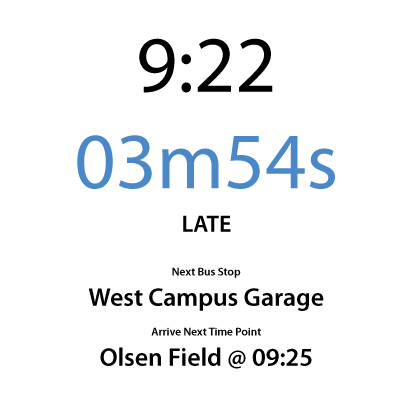 9:22
03m54s
LATE
Next Bus Stop
West Campus Garage
Arrive Next Time Point
Olsen Field @ 09:25